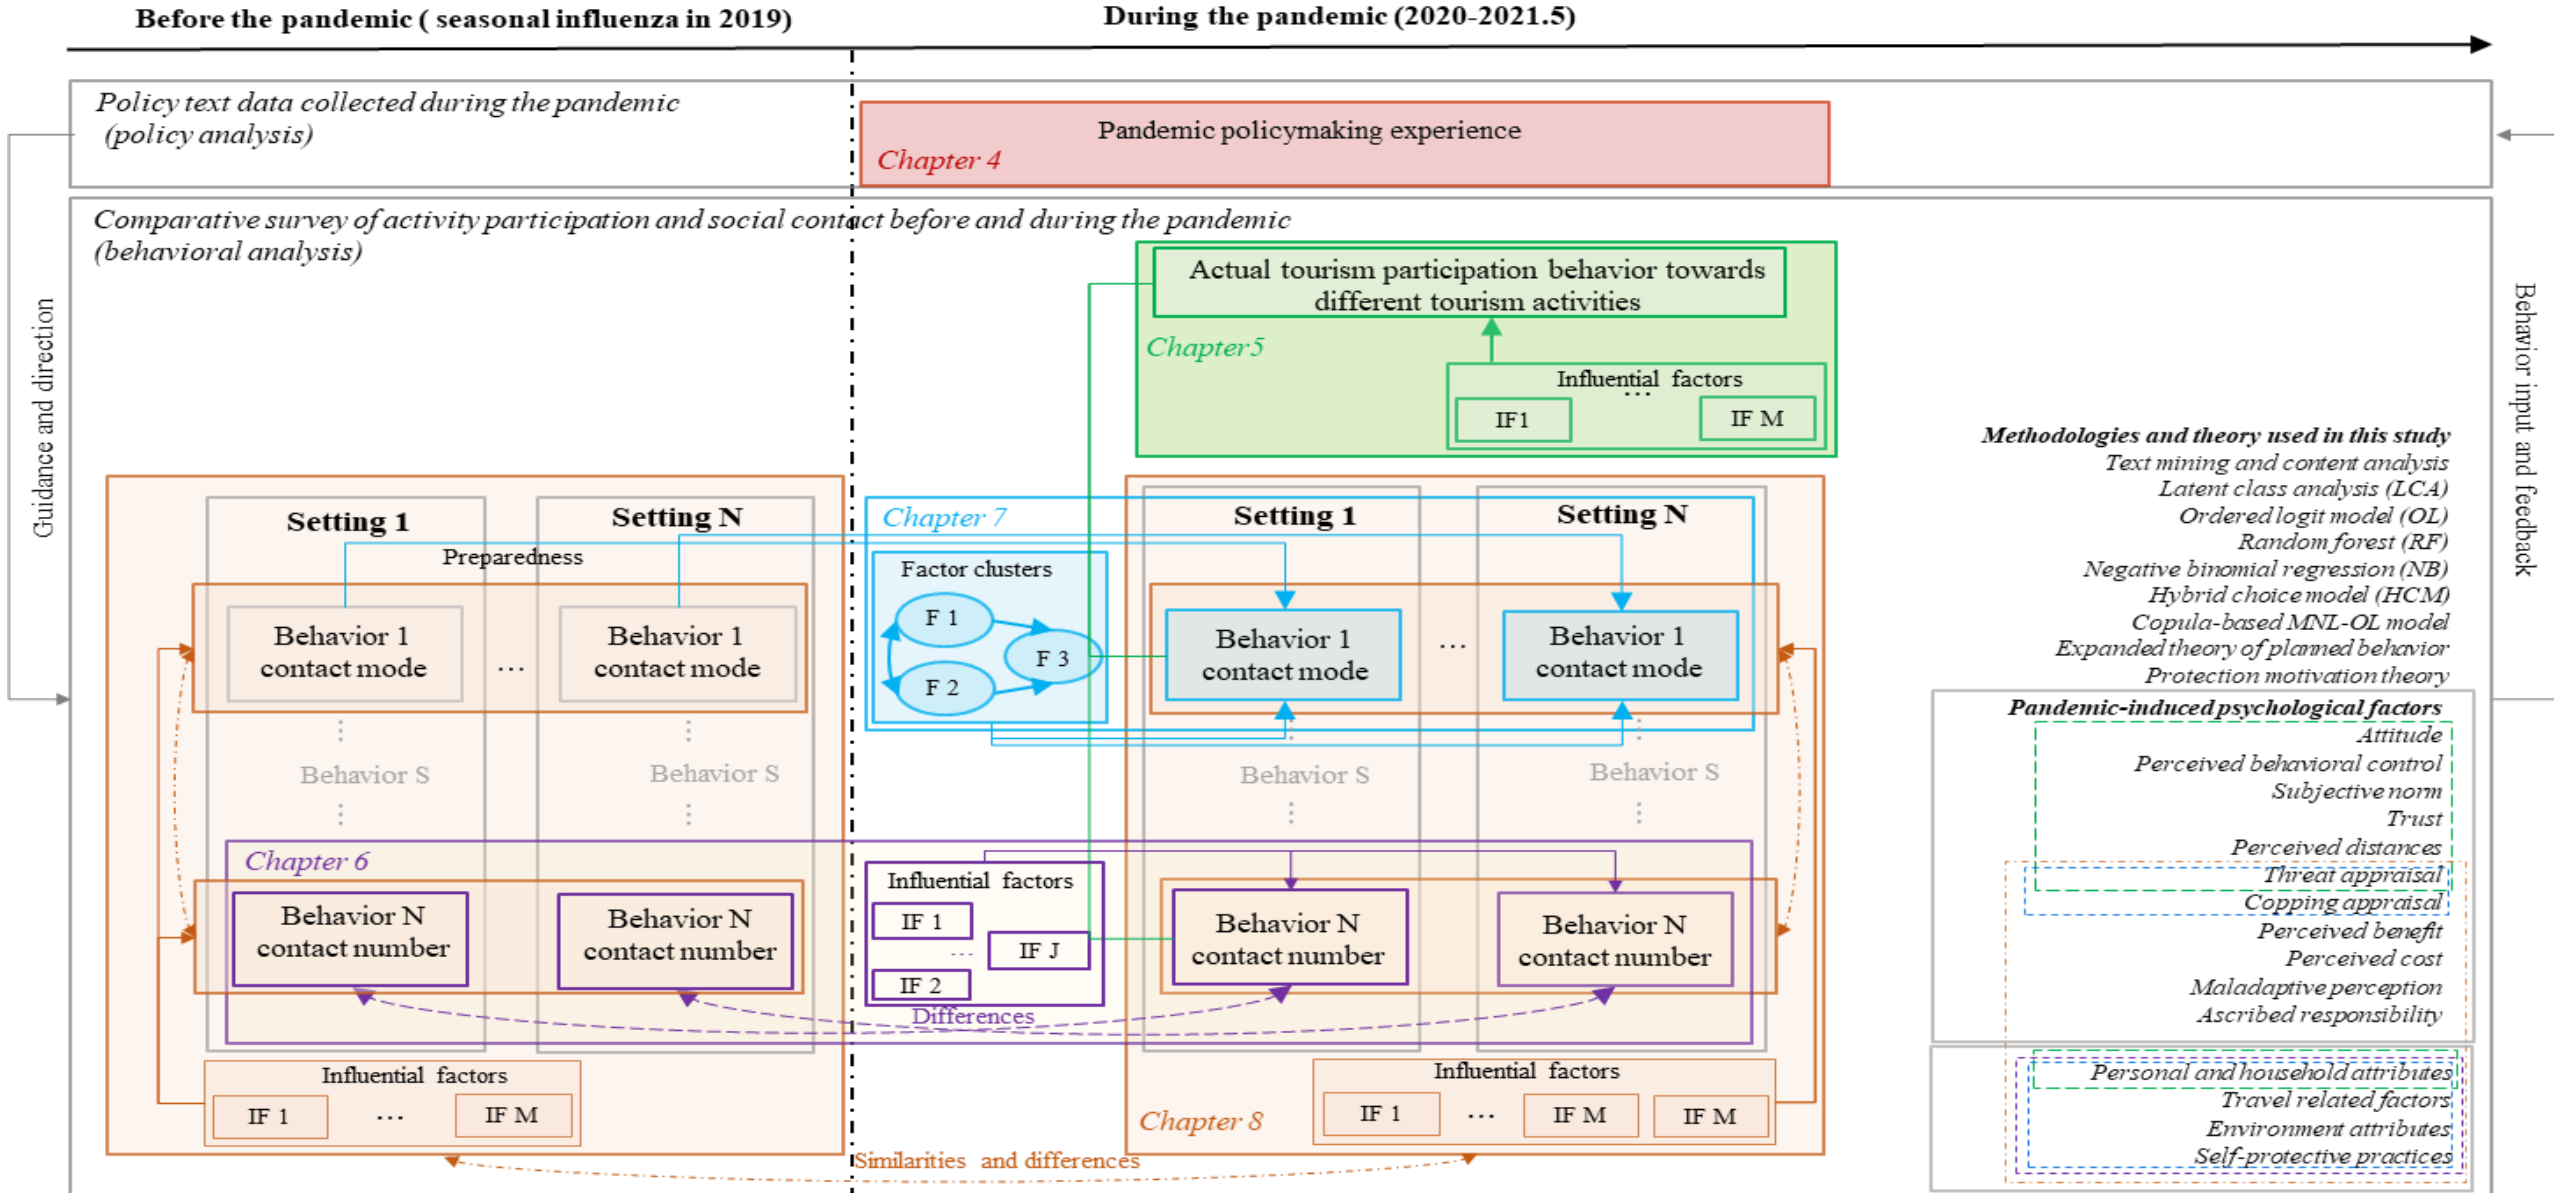 Before the pandemic ( seasonal influenza in 2019)
During the pandemic (2020-2021.5)
Policy text data collected during the pandemic
(policy analysis)
Pandemic policymaking experience
Chapter 4
Comparative survey of activity participation and social contact before and during the pandemic
(behavioral analysis)
Guidance and direction
Behavior input and feedback
Actual tourism participation behavior towards
different tourism activities
Chapter5
Influential factors
...
IF1
IF M
Setting 1
Setting N
Preparedness
Behavior 1
contact mode
...
Behavior 1
contact mode
Behavior S
Behavior S
Chapter 6
Behavior N
contact number
Behavior N
contact number
Influential factors
IF 1
...
IF M
Chapter 7
Factor clusters
F 1
F 2
F 3
Influential factors
IF 1
...
IF J
IF 2
Differences
Setting 1
Setting N
Behavior 1
contact mode
...
Behavior 1
contact mode
Behavior S
Behavior S
Behavior N
contact number
Behavior N
contact number
Chapter 8
Influential factors
IF 1
...
IF M
IF M
Similarities and differences
Methodologies and theory used in this study
Text mining and content analysis
Latent class analysis (LCA)
Ordered logit model (OL)
Random forest (RF)
Negative binomial regression (NB)
Hybrid choice model (HCM)
Copula-based MNL-OL model
Expanded theory of planned behavior
Protection motivation theory
Pandemic-induced psychological factors
Attitude
Perceived behavioral control
Subjective norm
Trust
Perceived distances
Threat appraisal
Copping appraisal
Perceived benefit
Perceived cost
Maladaptive perception
Ascribed responsibility
Personal and household attributes
Travel related factors
Environment attributes
Self-protective practices